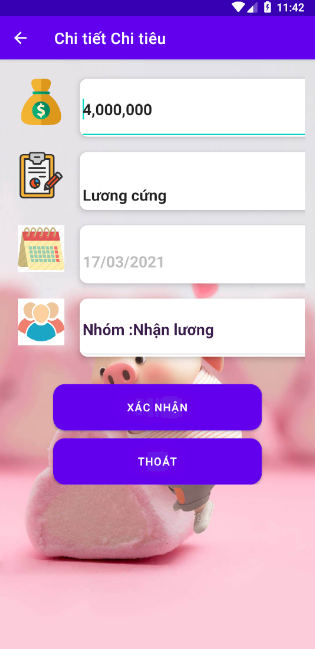 11:42
Chi tiết Chi tiêu
4,000,000
Lương cứng
17/03/2021
Nhóm :Nhận lương
XÁC NHẬN
THOÁT